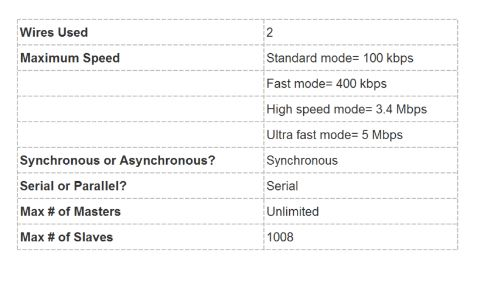 Wires Used 2
Maximum Speed Standard mode= 100 kbps
Fast mode= 400 kbps
High speed mode= 3.4 Mbps
Ultra fast mode= 5 Mbps
Synchronous or Asynchronous? Synchronous
Serial or Parallel? Serial
Max # of Masters Unlimited
Max # of Slaves 1008